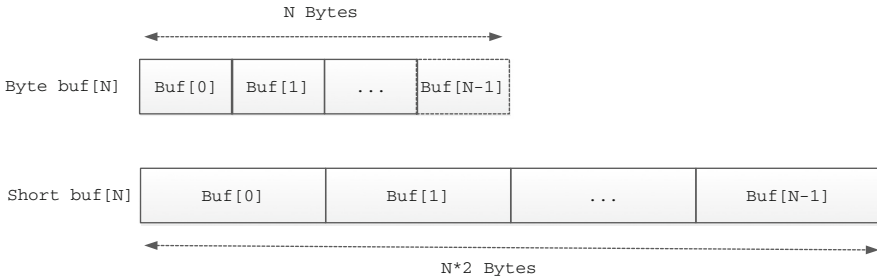 N Bytes
Byte buf[N] Buf[0] Buf[1] ... Buf[N-1]
Short buf[N] Buf[0] Buf[1] ... Buf[N-1]
N*2 Bytes